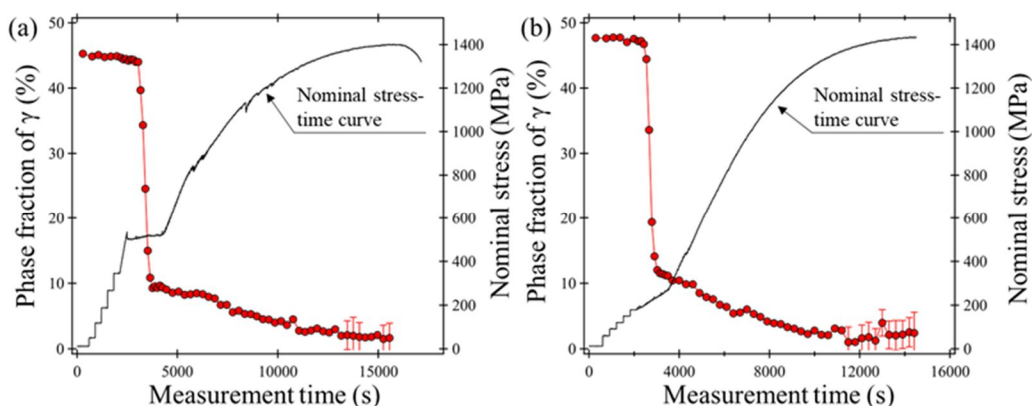 (a)
Phase fraction of γ (%)
50
40
30
20
10
0
Nominal stress-
time curve
1400
1200
1000
800
600
400
200
0
Nominal stress (MPa)
0 5000 10000 15000
Measurement time (s)
(b)
Phase fraction of γ (%)
50
40
30
20
10
0
Nominal stress-
time curve
1400
1200
1000
800
600
400
200
0
Nominal stress (MPa)
0 4000 8000 12000 16000
Measurement time (s)